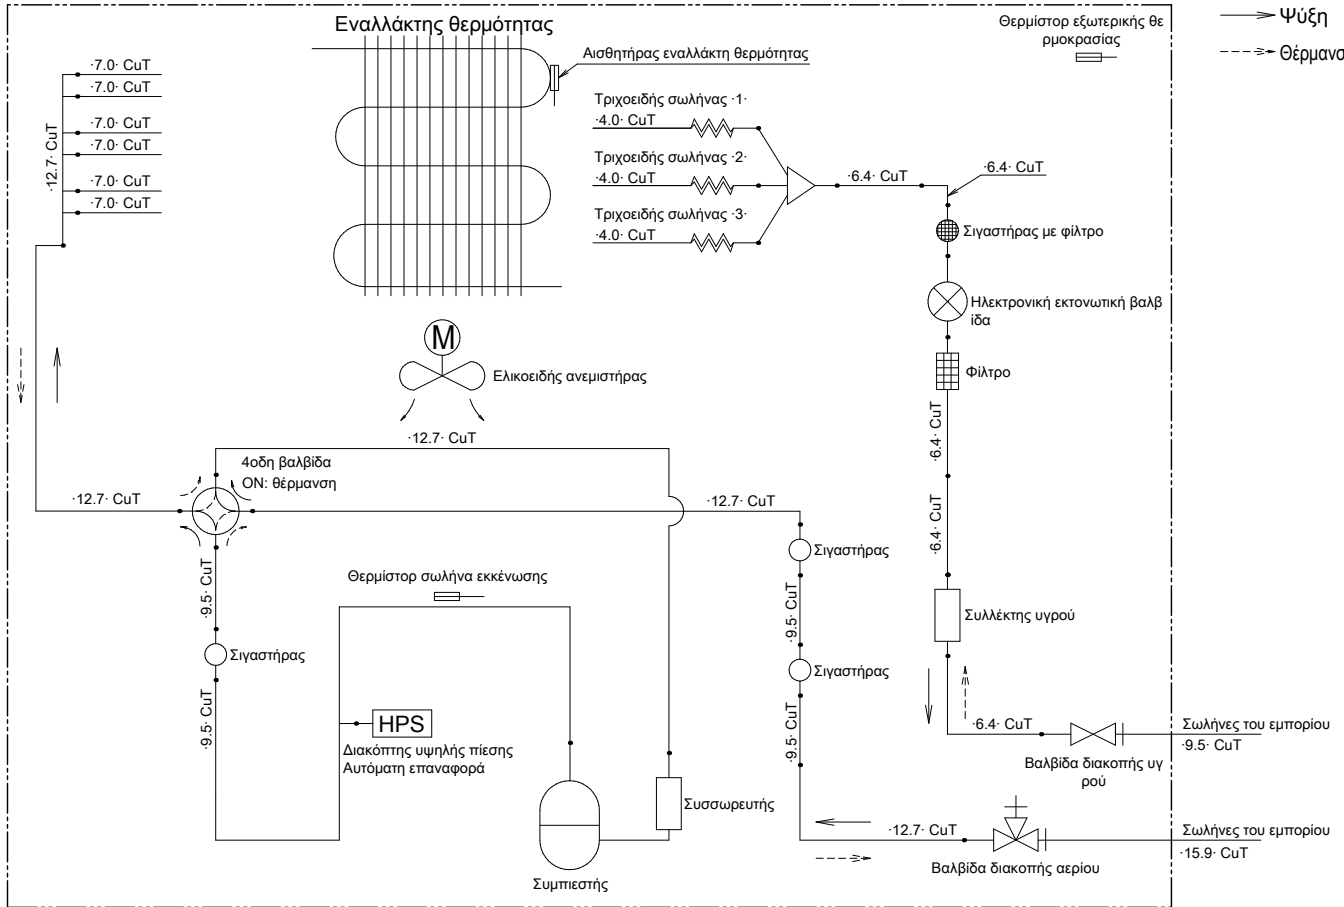 Εναλλάκτης θερμότητας
Θερμίστορ εξωτερικής θε
ρμοκρασίας
Ψύξη
Θέρμανσ
Αισθητήρας εναλλάκτη θερμότητας
·7.0· CuT
·7.0· CuT
·7.0· CuT
·7.0· CuT
·7.0· CuT
·7.0· CuT
·12.7· CuT
Τριχοειδής σωλήνας ·1·
·4.0· CuT
Τριχοειδής σωλήνας ·2·
·4.0· CuT
Τριχοειδής σωλήνας ·3·
·4.0· CuT
·6.4· CuT
·6.4· CuT
Σιγαστήρας με φίλτρο
Ηλεκτρονική εκτονωτική βαλβ
ίδα
Φίλτρο
M
Ελικοειδής ανεμιστήρας
·6.4· CuT
·12.7· CuT
4οδη βαλβίδα
ON: θέρμανση
·12.7· CuT
·12.7· CuT
·6.4· CuT
Σιγαστήρας
Θερμίστορ σωλήνα εκκένωσης
·9.5· CuT
·9.5· CuT
Συλλέκτης υγρού
Σιγαστήρας
Σιγαστήρας
·9.5· CuT
·9.5· CuT
HPS
Διακόπτης υψηλής πίεσης
Αυτόματη επαναφορά
·6.4· CuT
Σωλήνες του εμπορίου
·9.5· CuT
Βαλβίδα διακοπής υγ
ρού
Συσσωρευτής
·12.7· CuT
Σωλήνες του εμπορίου
·15.9· CuT
Βαλβίδα διακοπής αερίου
Συμπιεστής